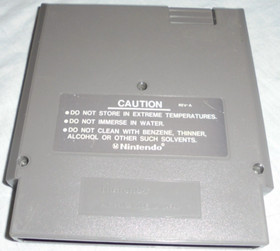 CAUTION
REV-A
●DO NOT STORE IN EXTREME TEMPERATURES.
●DO NOT IMMERSE IN WATER.
●DO NOT CLEAN WITH BENZENE, THINNER,
ALCOHOL OR OTHER SUCH SOLVENTS.
Nintendo®